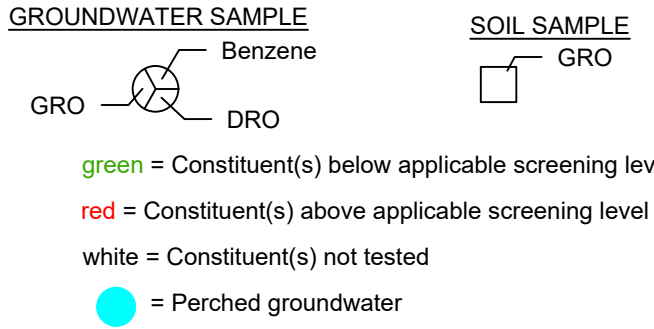 GROUNDWATER SAMPLE
SOIL SAMPLE
Benzene
GRO
GRO
DRO
green = Constituent(s) below applicable screening lev
red = Constituent(s) above applicable screening level
white = Constituent(s) not tested
= Perched groundwater